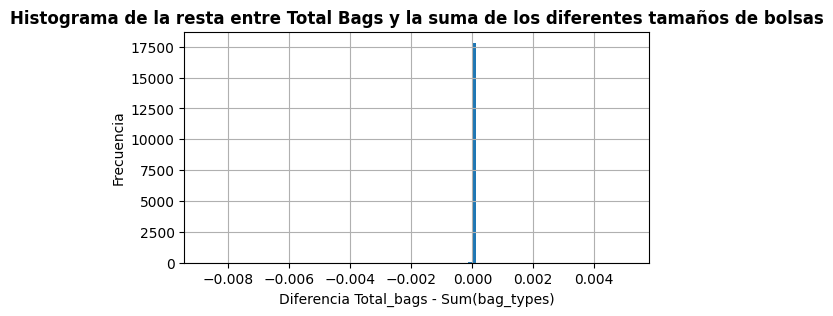 Histograma de la resta entre Total Bags y la suma de los diferentes tamaños de bolsas
17500
15000
12500
10000
7500
5000
2500
0
Frecuencia
−0.008 −0.006 −0.004 −0.002 0.000 0.002 0.004
Diferencia Total_bags - Sum(bag_types)